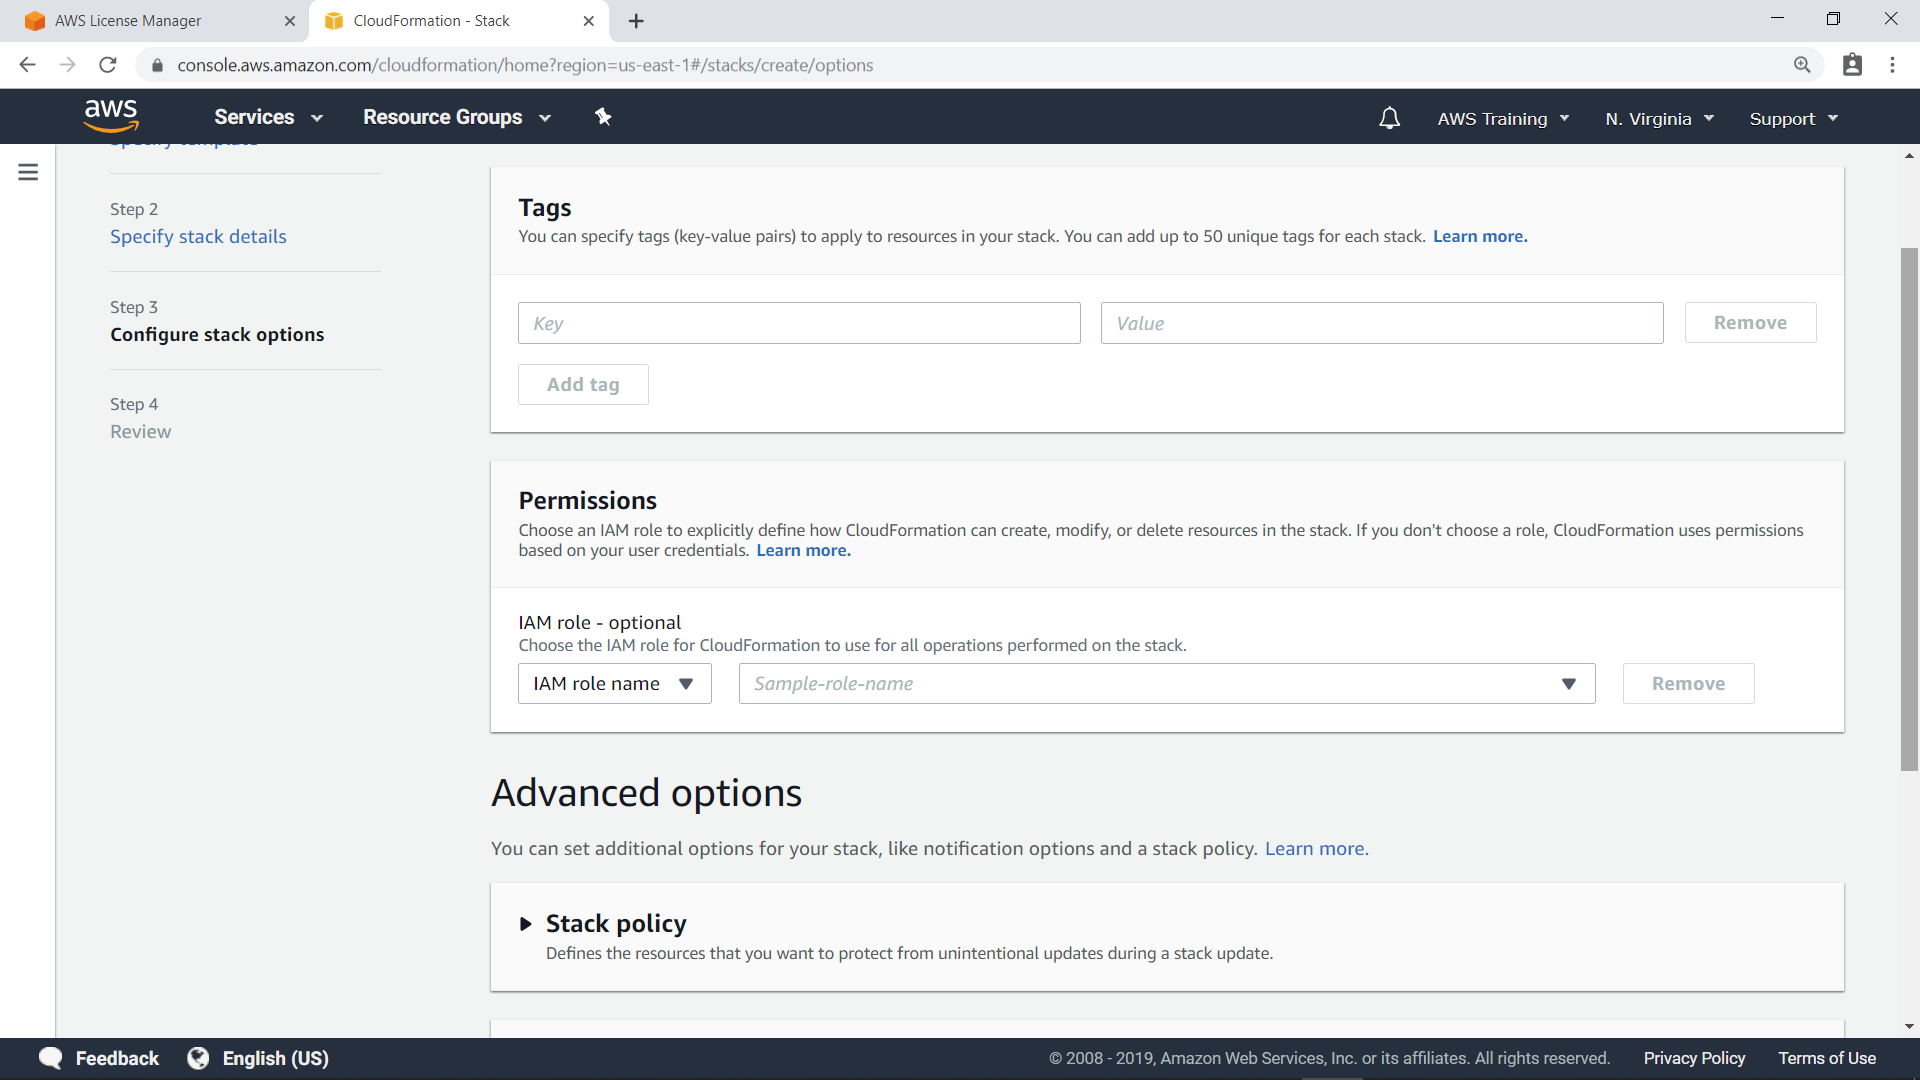 AWS License Manager
CloudFormation - Stack
console.aws.amazon.com/cloudformation/home?region=us-east-1#/stacks/create/options
aws
Services
Resource Groups
AWS Training
N. Virginia
Support
Specify template
Step 2
Specify stack details
Step 3
Configure stack options
Step 4
Review
Tags
You can specify tags (key-value pairs) to apply to resources in your stack. You can add up to 50 unique tags for each stack. Learn more.
Key
Value
Remove
Add tag
Permissions
Choose an IAM role to explicitly define how CloudFormation can create, modify, or delete resources in the stack. If you don't choose a role, CloudFormation uses permissions
based on your user credentials. Learn more.
IAM role - optional
Choose the IAM role for CloudFormation to use for all operations performed on the stack.
IAM role name
Sample-role-name
Remove
Advanced options
You can set additional options for your stack, like notification options and a stack policy. Learn more.
Stack policy
Defines the resources that you want to protect from unintentional updates during a stack update.
Feedback
English (US)
© 2008 - 2019, Amazon Web Services, Inc. or its affiliates. All rights reserved.
Privacy Policy
Terms of Use